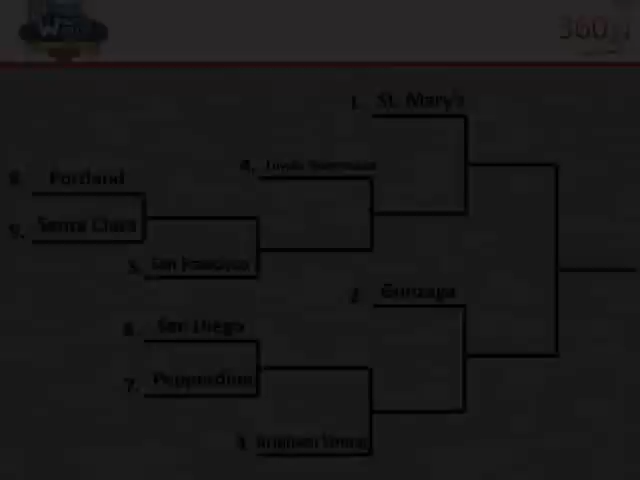 360
1. St. Mary's
4. Loyola Marymount
8. Portland
9. Santa Clara
5. San Francisco
2. Gonzaga
6. San Diego
7. Pepperdine
3. Brigham Young